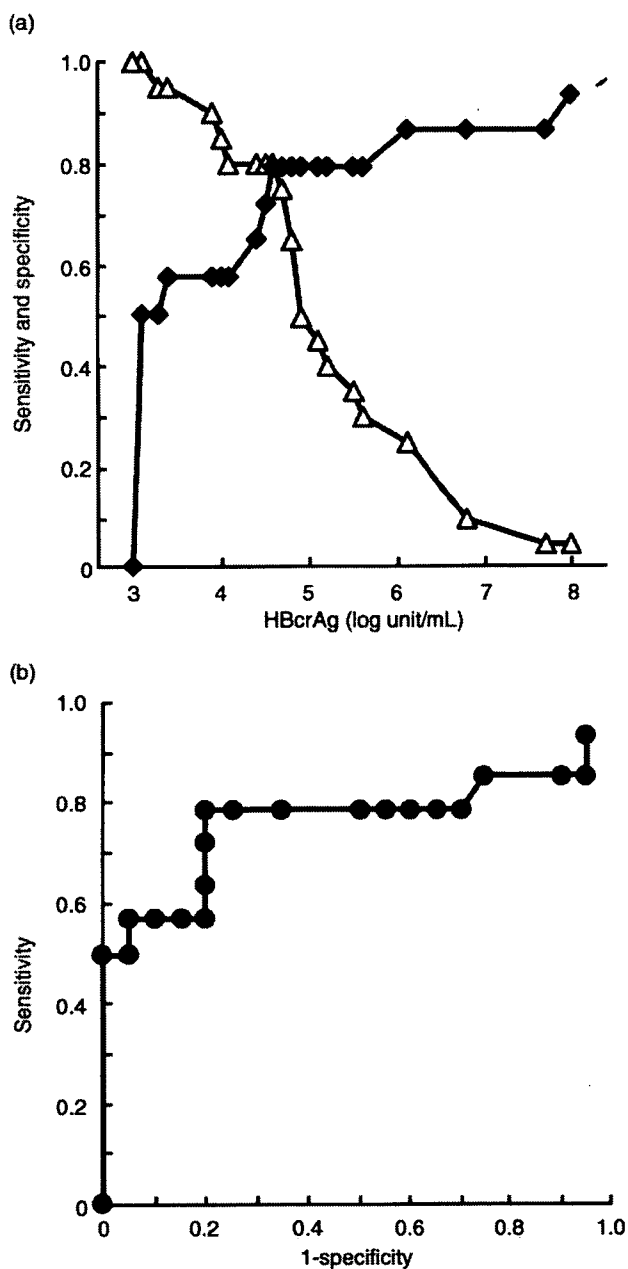 (a)
1.0
0.8
0.6
0.4
0.2
0
Sensitivity and specificity
3 4 5 6 7 8
HBcrAg (log unit/mL)
(b)
1.0
0.8
0.6
0.4
0.2
0
Sensitivity
0 0.2 0.4 0.6 0.8 1.0
1-specificity